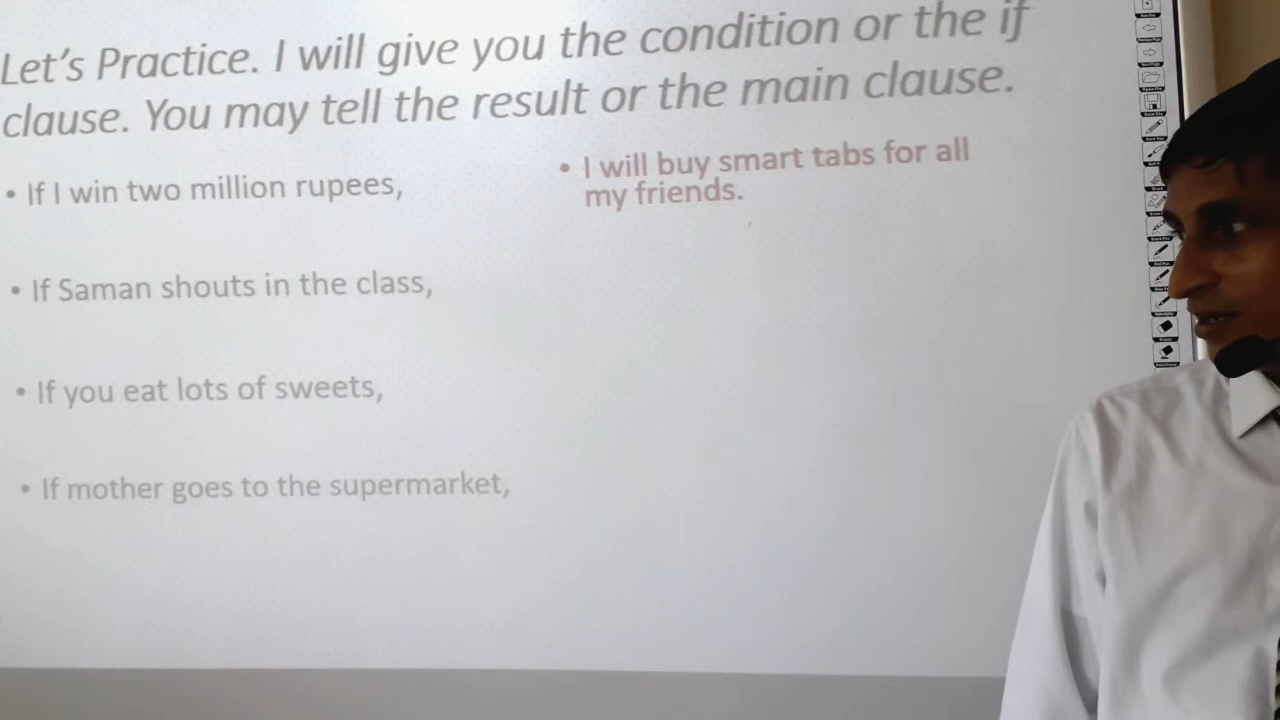 Let's Practice. I will give you the condition or the if
clause. You may tell the result or the main clause.
• If I win two million rupees,
• I will buy smart tabs for all
my friends.
• If Saman shouts in the class,
• If you eat lots of sweets,
• If mother goes to the supermarket,